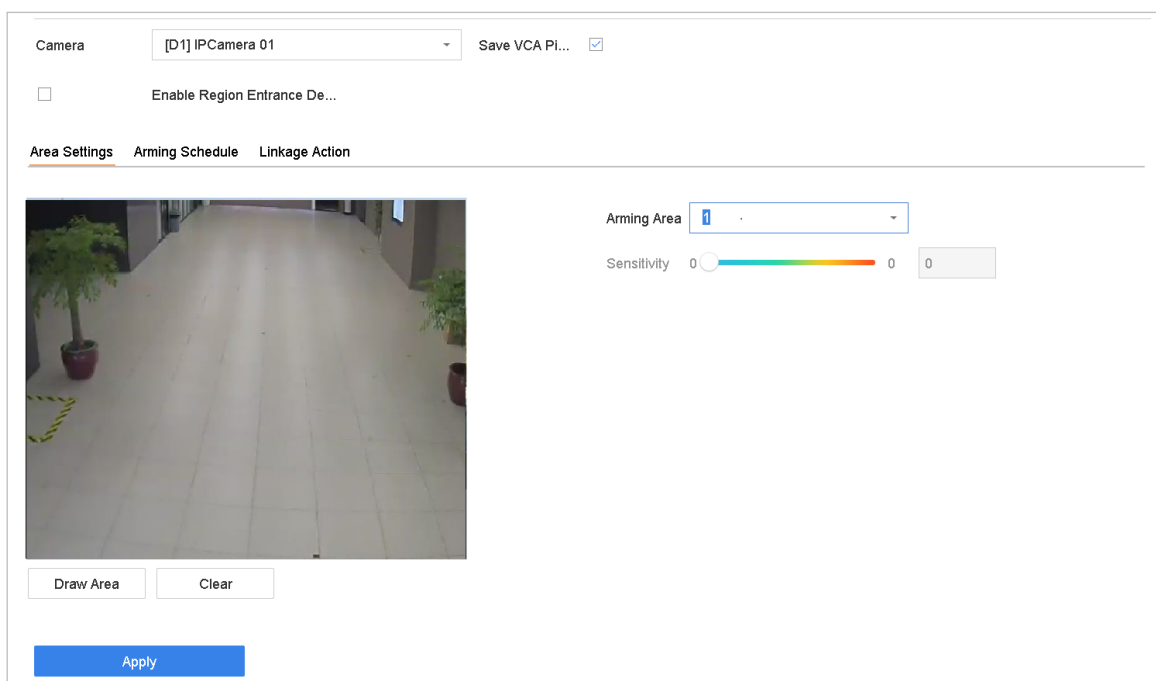 Camera [D1] IPCamera 01 Save VCA Pi...
Enable Region Entrance De...
Area Settings Arming Schedule Linkage Action
Arming Area 1
Sensitivity 0 0 0
Draw Area Clear
Apply